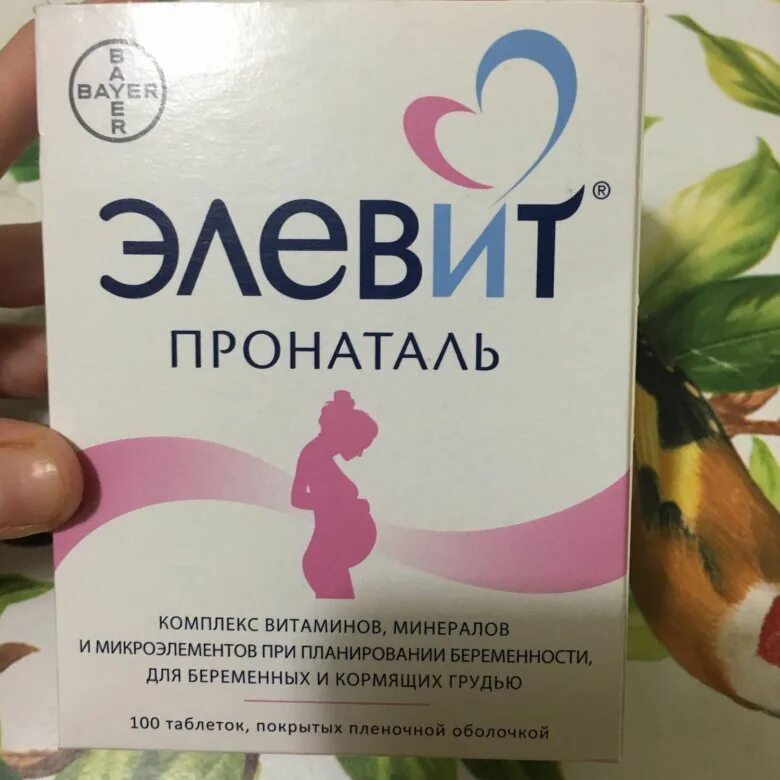 BAYER
BAYER
ЭЛЕВИТ®
ПРОНАТАЛЬ
КОМПЛЕКС ВИТАМИНОВ, МИНЕРАЛОВ
И МИКРОЭЛЕМЕНТОВ ПРИ ПЛАНИРОВАНИИ БЕРЕМЕННОСТИ,
ДЛЯ БЕРЕМЕННЫХ И КОРМЯЩИХ ГРУДЬЮ
100 таблеток, покрытых пленочной оболочкой